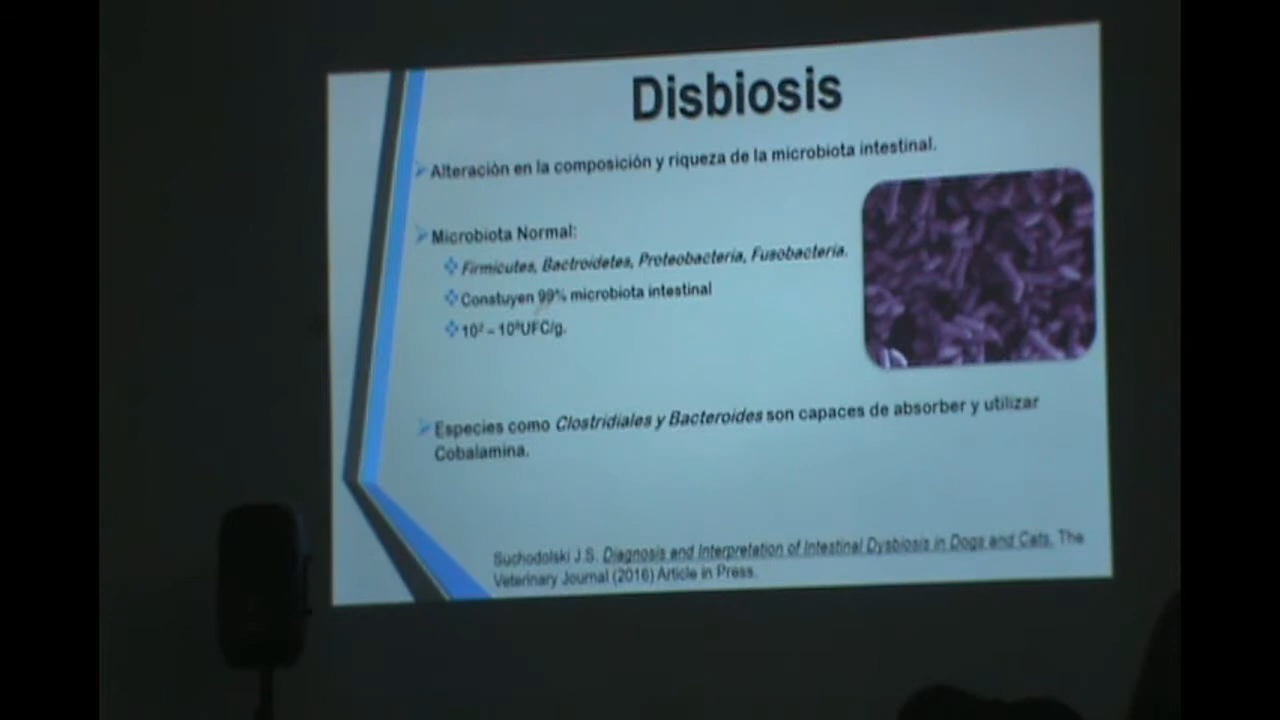 Disbiosis
Alteración en la composición y riqueza de la microbiota intestinal.
Microbiota Normal:
Firmicutes, Bactroidetes, Proteobacteria, Fusobacteria.
Constuyen 99% microbiota intestinal
Especies como Clostridiales y Bacteroides son capaces de absorber y utilizar
Cobalamina.
Suchodolski J.S. Diagnosis and Interpretation of Intestinal Dysbiosis in Dogs and Cats. The
Veterinary Journal (2016) Article in Press.